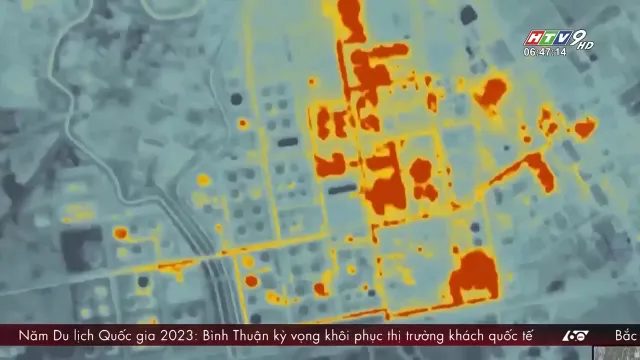 HTV9 HD
06:47:14
Năm Du lịch Quốc gia 2023: Bình Thuận kỳ vọng khôi phục thị trường khách quốc tế
60
Bắc